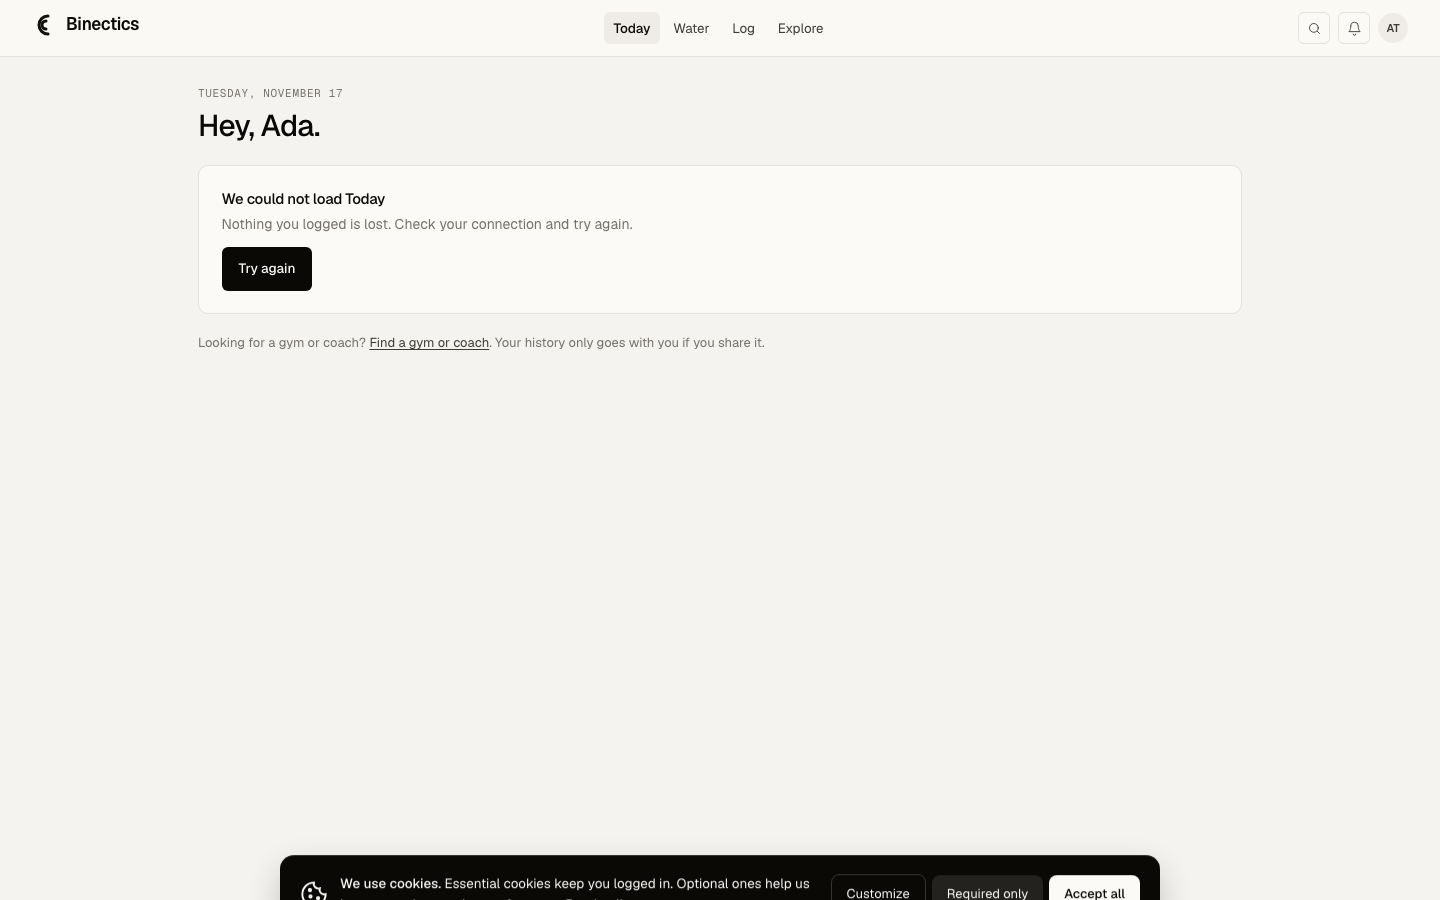 Binectics
Today
Water
Log
Explore
AT
TUESDAY, NOVEMBER 17
Hey, Ada.
We could not load Today
Nothing you logged is lost. Check your connection and try again.
Try again
Looking for a gym or coach? Find a gym or coach. Your history only goes with you if you share it.
We use cookies. Essential cookies keep you logged in. Optional ones help us
Customize
Required only
Accept all